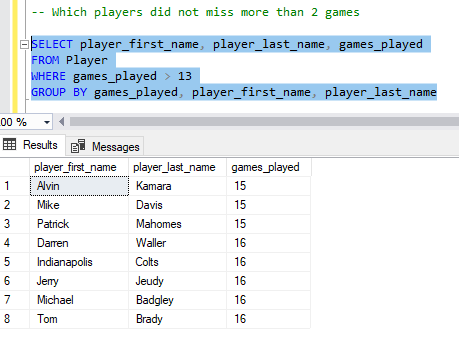 -- Which players did not miss more than 2 games
SELECT player_first_name, player_last_name, games_played
FROM Player
WHERE games_played > 13
GROUP BY games_played, player_first_name, player_last_name
00 %
Results Messages
player_first_name player_last_name games_played
1 Alvin Kamara 15
2 Mike Davis 15
3 Patrick Mahomes 15
4 Darren Waller 16
5 Indianapolis Colts 16
6 Jerry Jeudy 16
7 Michael Badgley 16
8 Tom Brady 16